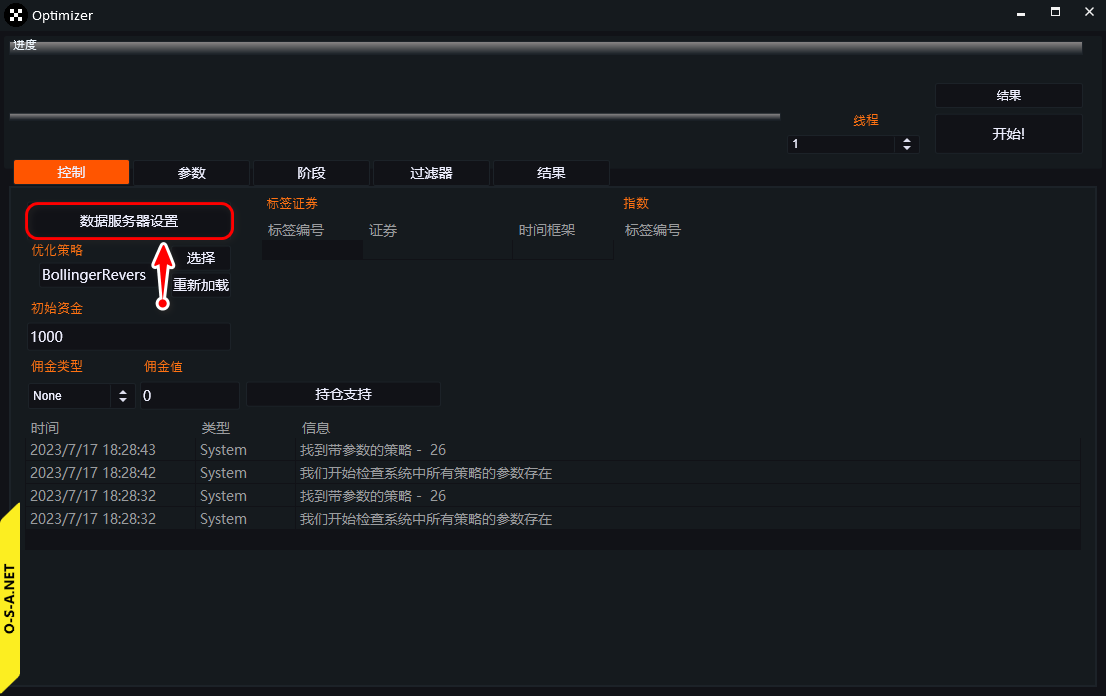 Optimizer
进度
结果
线程
开始!
1
控制 参数 阶段 过滤器 结果
数据服务器设置
标签证券 指数
标签编号 证券 时间框架 标签编号
优化策略
选择
BollingerRevers
重新加载
初始资金
1000
佣金类型 佣金值
None 0 持仓支持
时间 类型 信息
2023/7/17 18:28:43 System 找到带参数的策略 - 26
2023/7/17 18:28:42 System 我们开始检查系统中所有策略的参数存在
2023/7/17 18:28:32 System 找到带参数的策略 - 26
2023/7/17 18:28:32 System 我们开始检查系统中所有策略的参数存在
O-S-A.NET